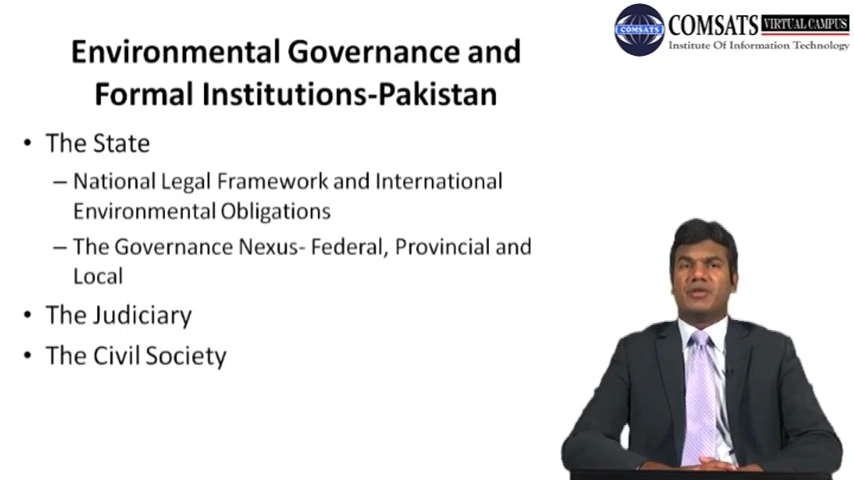 Environmental Governance and
Formal Institutions-Pakistan
• The State
– National Legal Framework and International
Environmental Obligations
– The Governance Nexus- Federal, Provincial and
Local
• The Judiciary
• The Civil Society
COMSATS
COMSATS VIRTUAL CAMPUS
Institute Of Information Technology